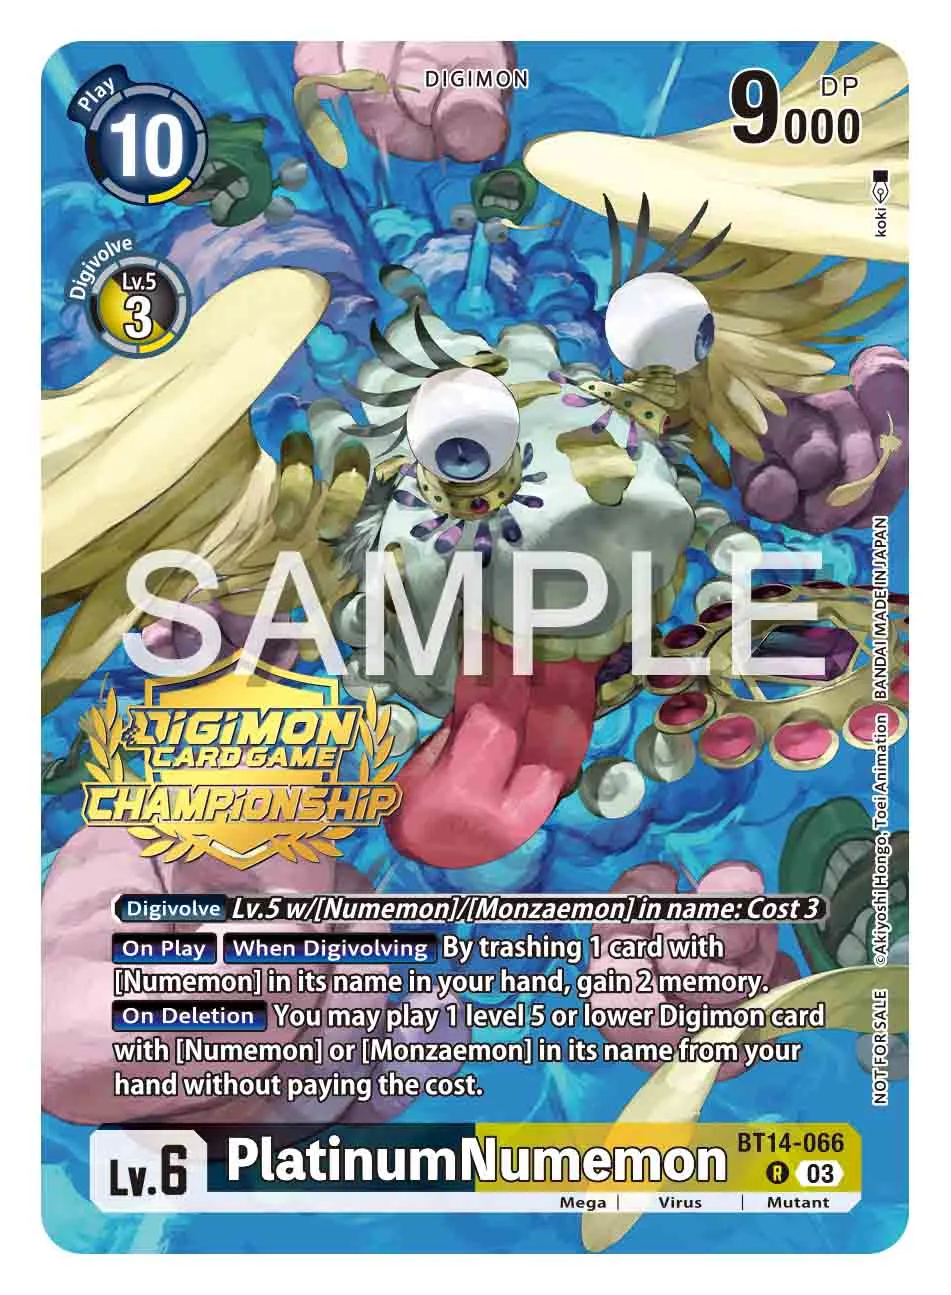 DIGIMON
Play
10
DP
9000
koki
Digivolve
Lv.5
3
SAMPLE
DIGIMON
CARD GAME
CHAMPiONSHiP
Digivolve Lv.5 w/[Numemon]/[Monzaemon] in name: Cost 3
On Play When Digivolving By trashing 1 card with
[Numemon] in its name in your hand, gain 2 memory.
On Deletion You may play 1 level 5 or lower Digimon card
with [Numemon] or [Monzaemon] in its name from your
hand without paying the cost.
©Akiyoshi Hongo, Toei Animation BANDAI MADE IN JAPAN
NOT FOR SALE
Lv.6
PlatinumNumemon
BT14-066
R 03
Mega | Virus | Mutant